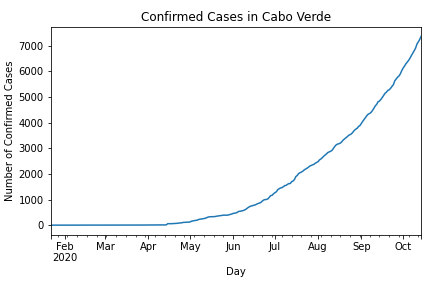 Confirmed Cases in Cabo Verde
Number of Confirmed Cases
7000
6000
5000
4000
3000
2000
1000
0
Feb Mar Apr May Jun Jul Aug Sep Oct
2020
Day